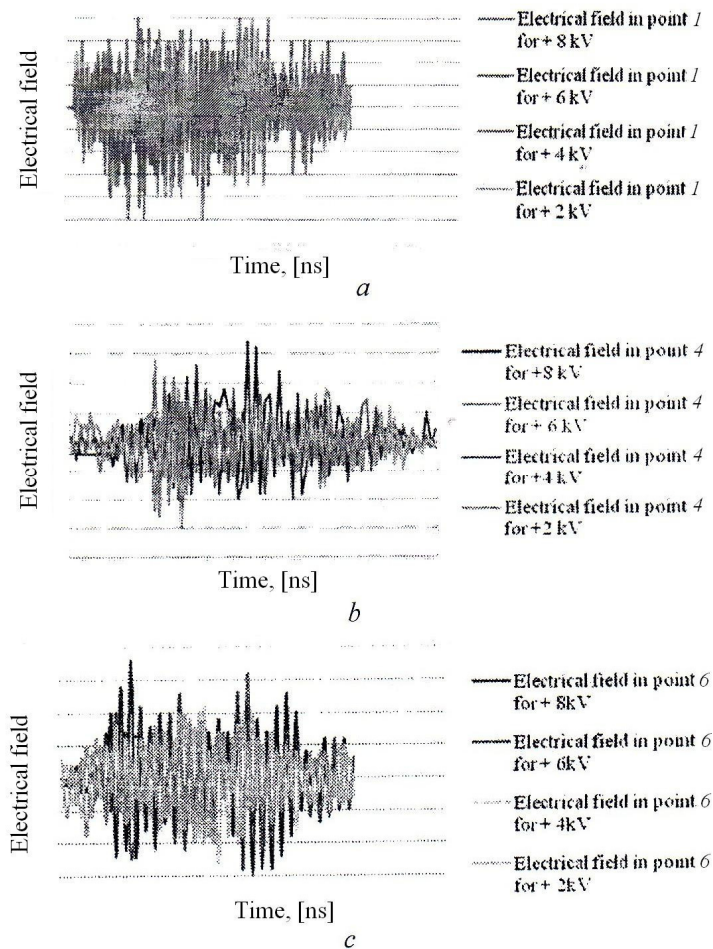 Electrical field
Electrical field in point 1
for + 8 kV
Electrical field in point 1
for + 6 kV
Electrical field in point 1
for + 4 kV
Electrical field in point 1
for + 2 kV
Time, [ns]
a
Electrical field
Electrical field in point 4
for +8 kV
Electrical field in point 4
for + 6 kV
Electrical field in point 4
for +4 kV
Electrical field in point 4
for +2 kV
Time, [ns]
b
Electrical field
Electrical field in point 6
for + 8kV
Electrical field in point 6
for + 6kV
Electrical field in point 6
for + 4kV
Electrical field in point 6
for + 2kV
Time, [ns]
c